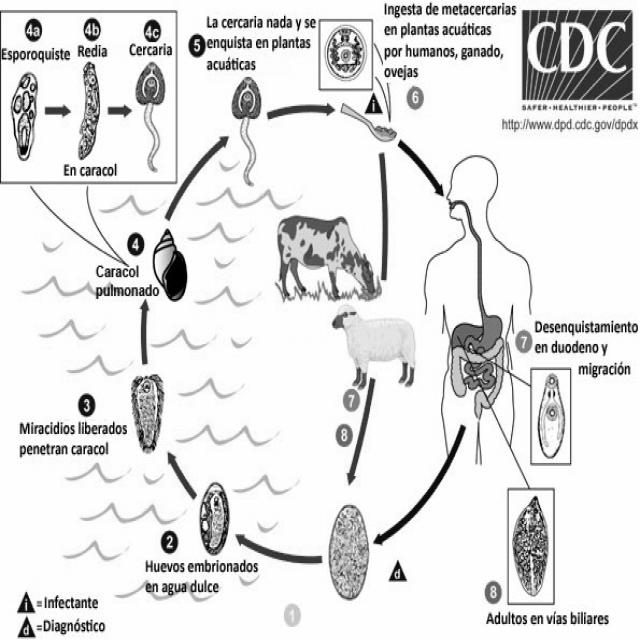 4a
4b
4c
Esporoquiste
Redia
Cercaria
En caracol
5
La cercaria nada y se
enquista en plantas
acuáticas
Ingesta de metacercarias
en plantas acuáticas
por humanos, ganado,
ovejas
i
6
CDC
SAFER • HEALTHIER • PEOPLE™
http://www.dpd.cdc.gov/dpdx
4
Caracol
pulmonado
7
Desenquistamiento
en duodeno y
migración
3
Miracidios liberados
penetran caracol
7
8
2
Huevos embrionados
en agua dulce
d
1
8
Adultos en vías biliares
i = Infectante
d = Diagnóstico